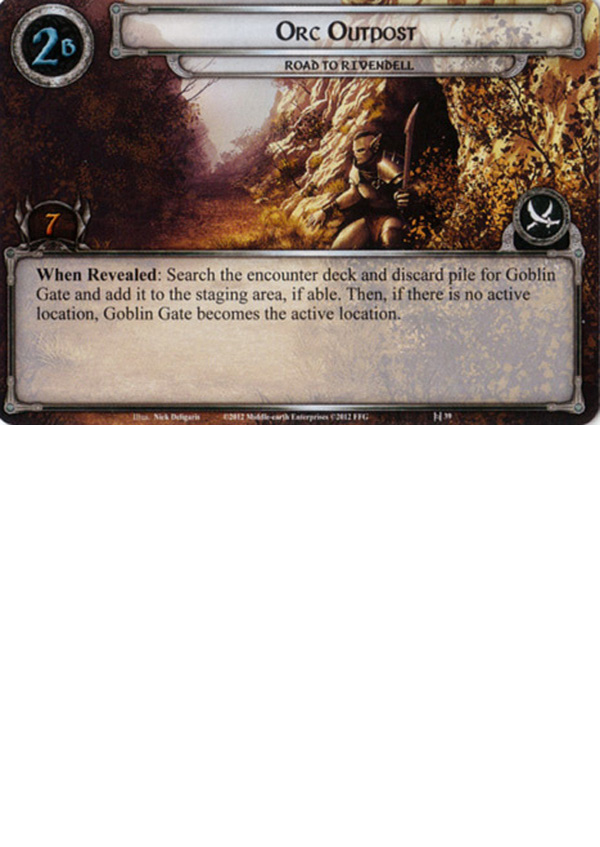 2B
ORC OUTPOST
ROAD TO RIVENDELL
7
When Revealed: Search the encounter deck and discard pile for Goblin
Gate and add it to the staging area, if able. Then, if there is no active
location, Goblin Gate becomes the active location.
Illus. Nick Deligaris ©2012 Middle-earth Enterprises ©2012 FFG 39